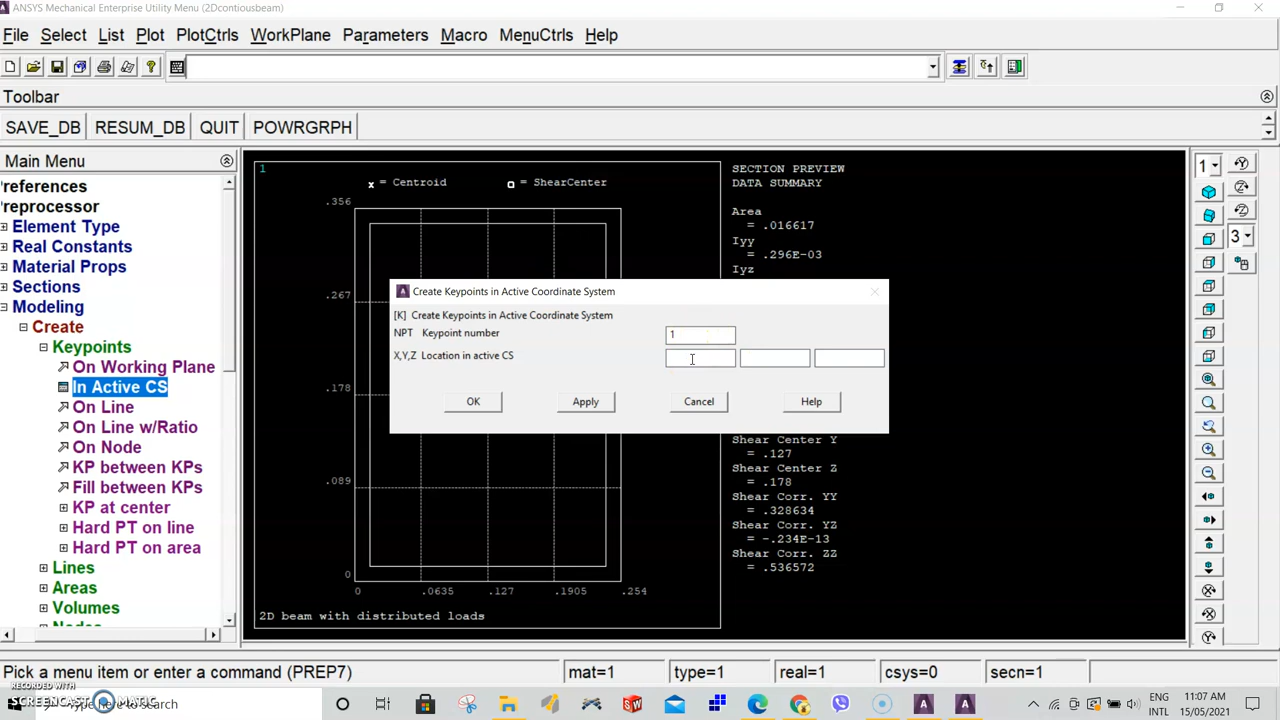 ANSYS Mechanical Enterprise Utility Menu (2Dcontiousbeam)
File Select List Plot PlotCtrls WorkPlane Parameters Macro MenuCtrls Help
Toolbar
SAVE_DB RESUM_DB QUIT POWRGRPH
Main Menu
references
reprocessor
Element Type
Real Constants
Material Props
Sections
Modeling
Create
Keypoints
On Working Plane
In Active CS
On Line
On Line w/Ratio
On Node
KP between KPs
Fill between KPs
KP at center
Hard PT on line
Hard PT on area
Lines
Areas
Volumes
1
x = Centroid o = ShearCenter
.356
.267
.178
.089
0
0 .0635 .127 .1905 .254
2D beam with distributed loads
SECTION PREVIEW
DATA SUMMARY
Area
= .016617
Iyy
= .296E-03
Iyz
Shear Center Y
= .127
Shear Center Z
= .178
Shear Corr. YY
= .328634
Shear Corr. YZ
= -.234E-13
Shear Corr. ZZ
= .536572
Create Keypoints in Active Coordinate System
[K] Create Keypoints in Active Coordinate System
NPT Keypoint number 1
X,Y,Z Location in active CS
OK Apply Cancel Help
1
3
Pick a menu item or enter a command (PREP7) mat=1 type=1 real=1 csys=0 secn=1
RECORDED WITH
SCREENCAST MATIC
here to search
ENG
INTL
11:07 AM
15/05/2021